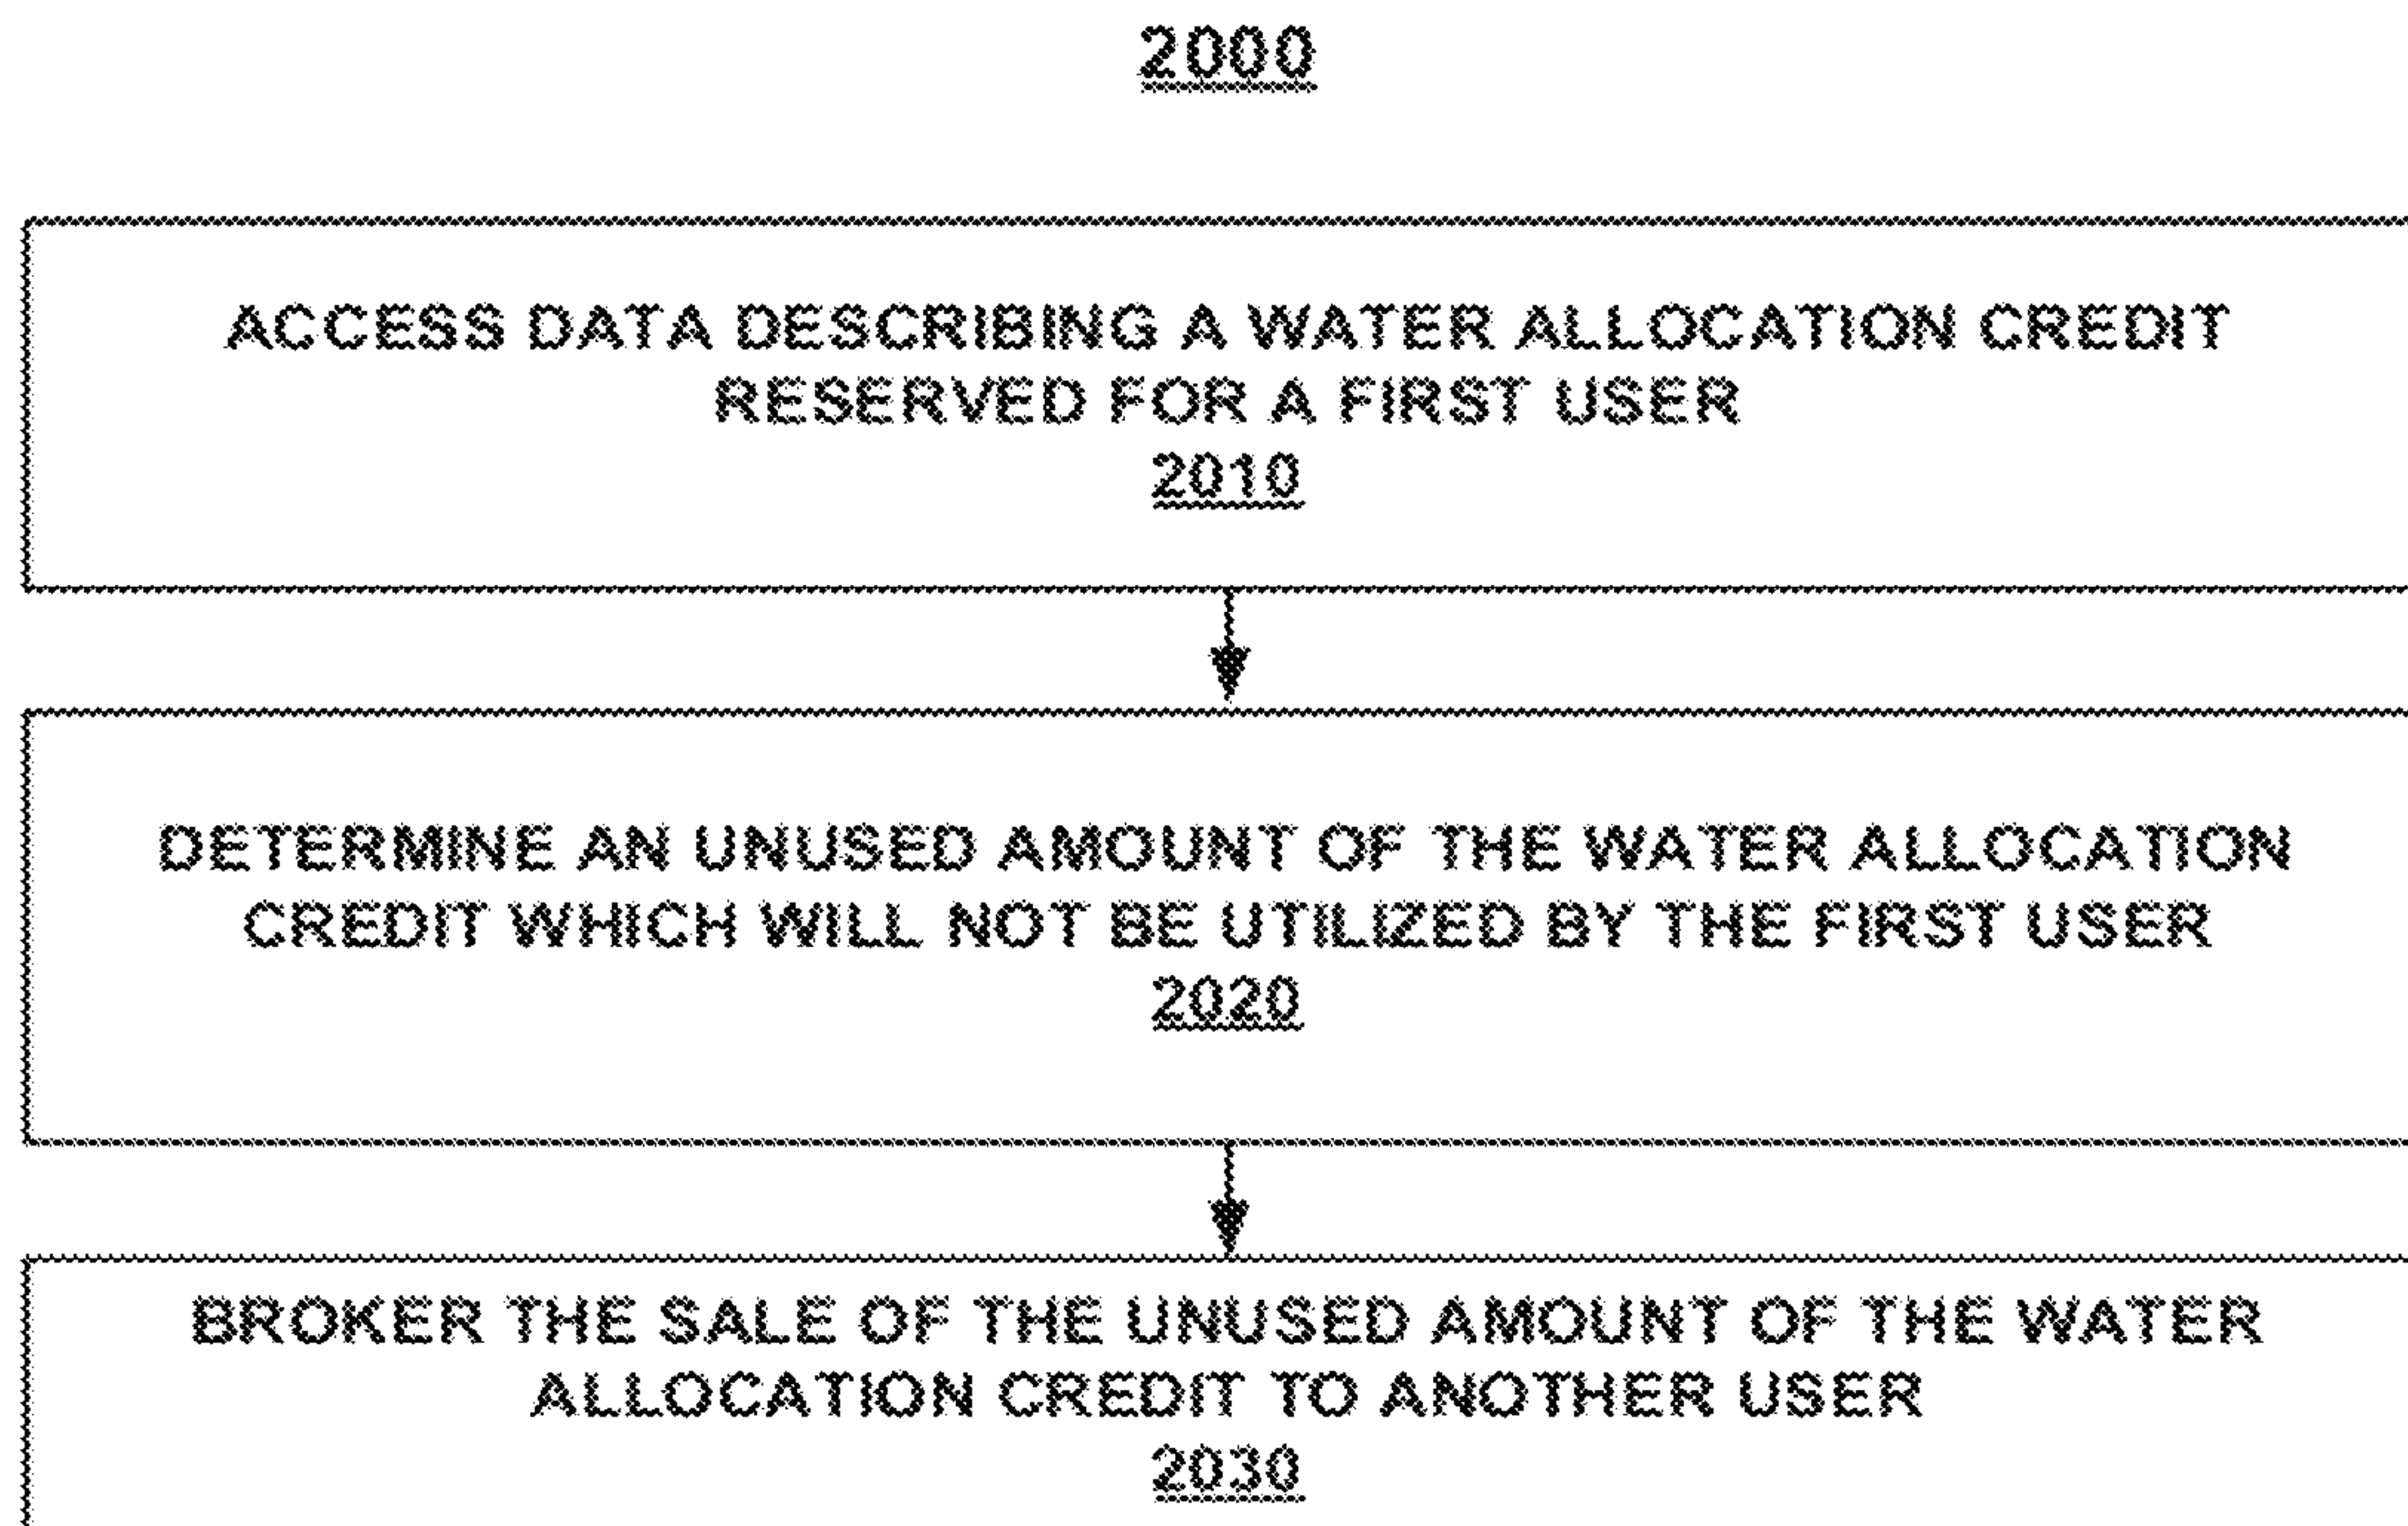 2000
ACCESS DATA DESCRIBING A WATER ALLOCATION CREDIT
RESERVED FOR A FIRST USER
2010
DETERMINE AN UNUSED AMOUNT OF THE WATER ALLOCATION
CREDIT WHICH WILL NOT BE UTILIZED BY THE FIRST USER
2020
BROKER THE SALE OF THE UNUSED AMOUNT OF THE WATER
ALLOCATION CREDIT TO ANOTHER USER
2030